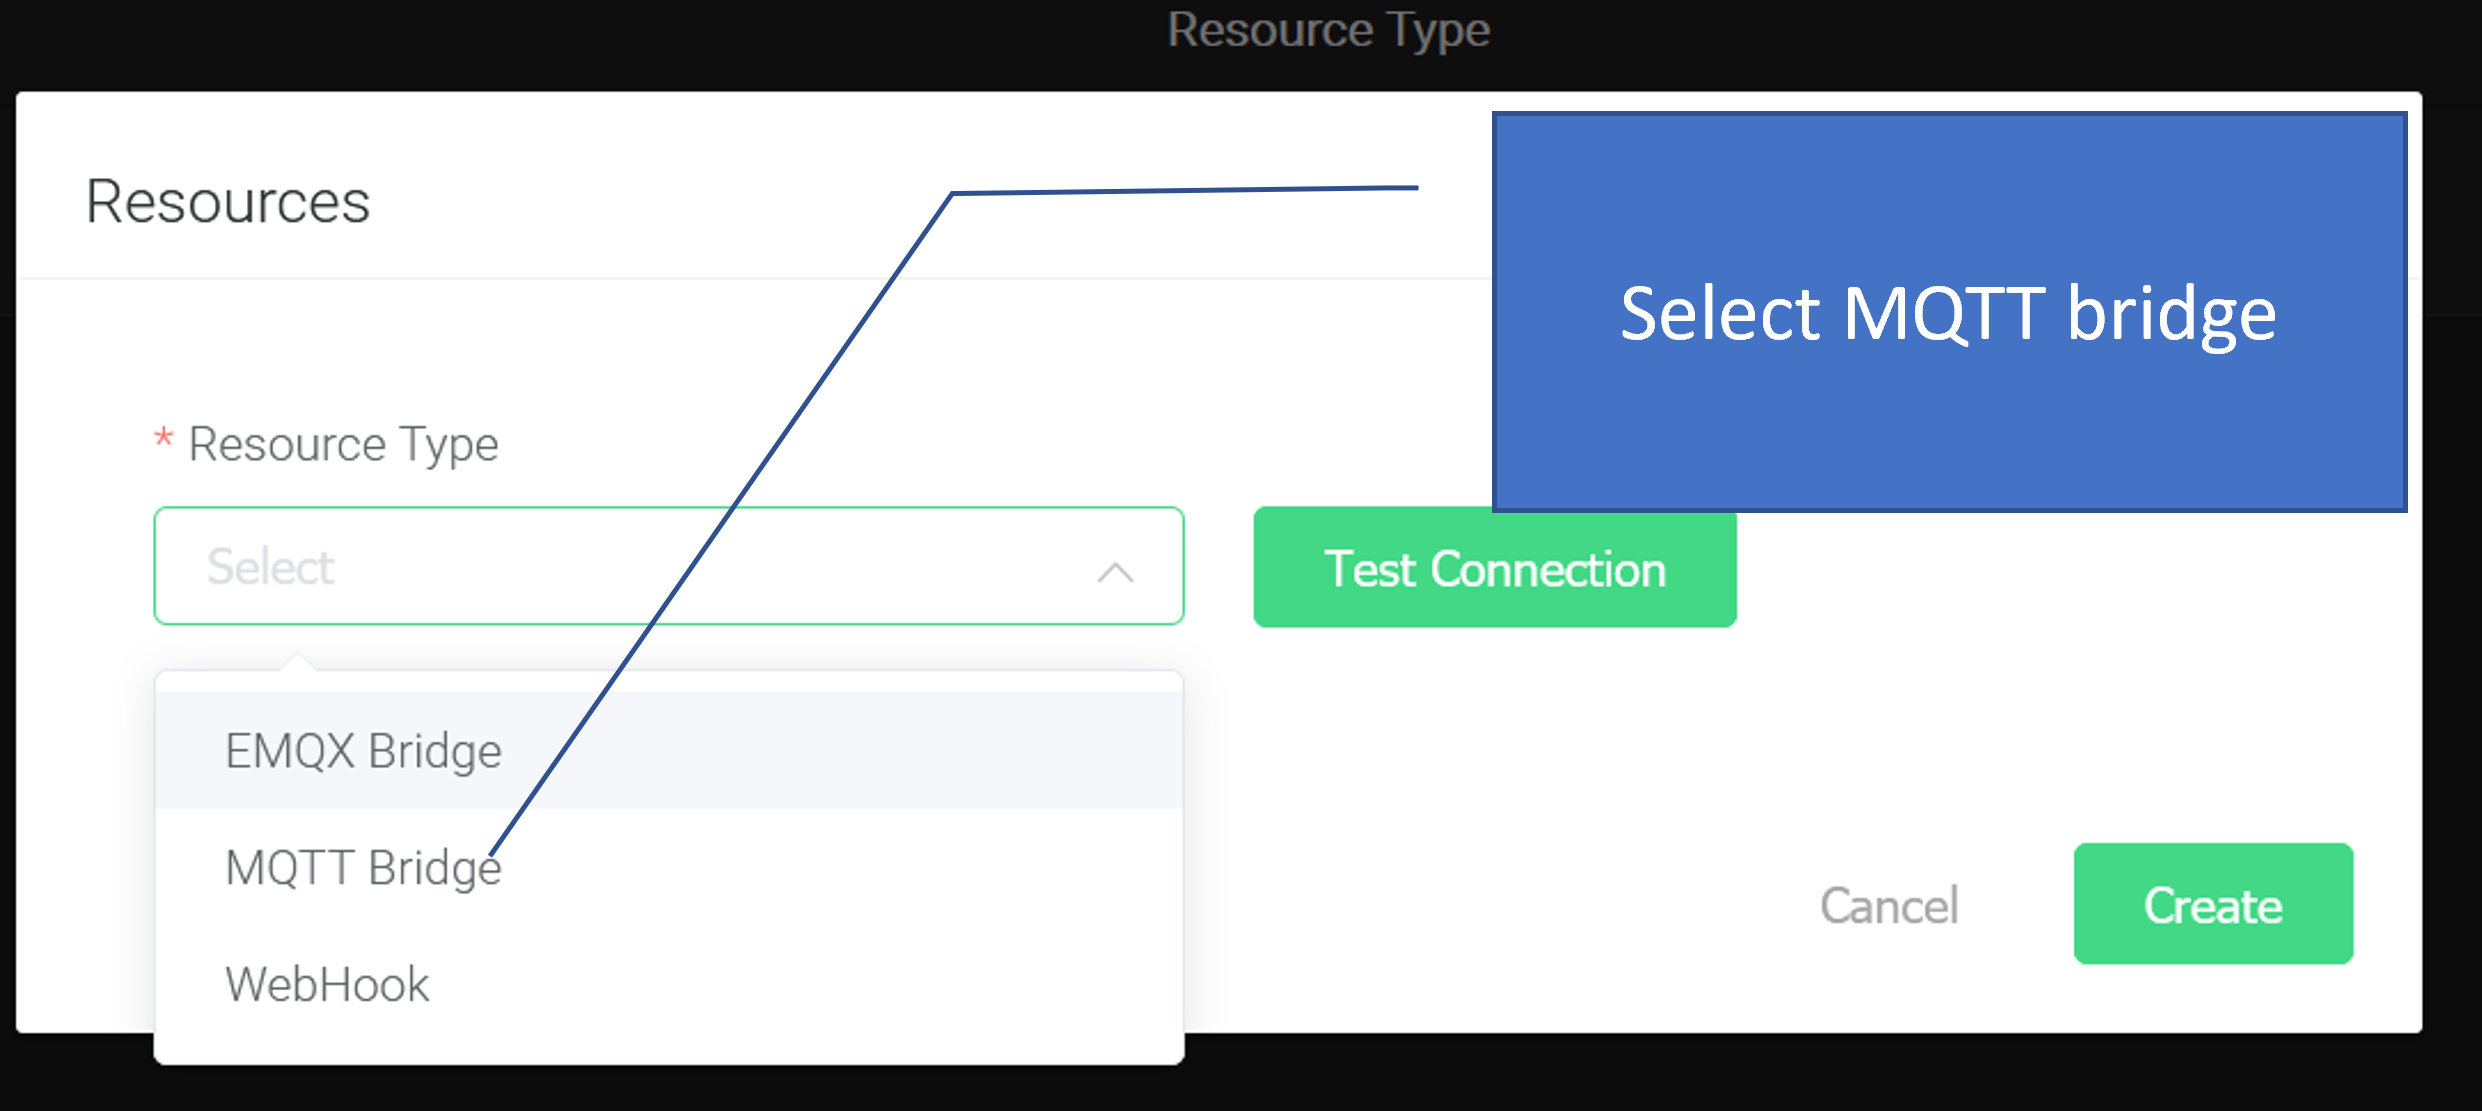 Resource Type
Resources
Select MQTT bridge
* Resource Type
Select
Test Connection
EMQX Bridge
MQTT Bridge
WebHook
Cancel
Create